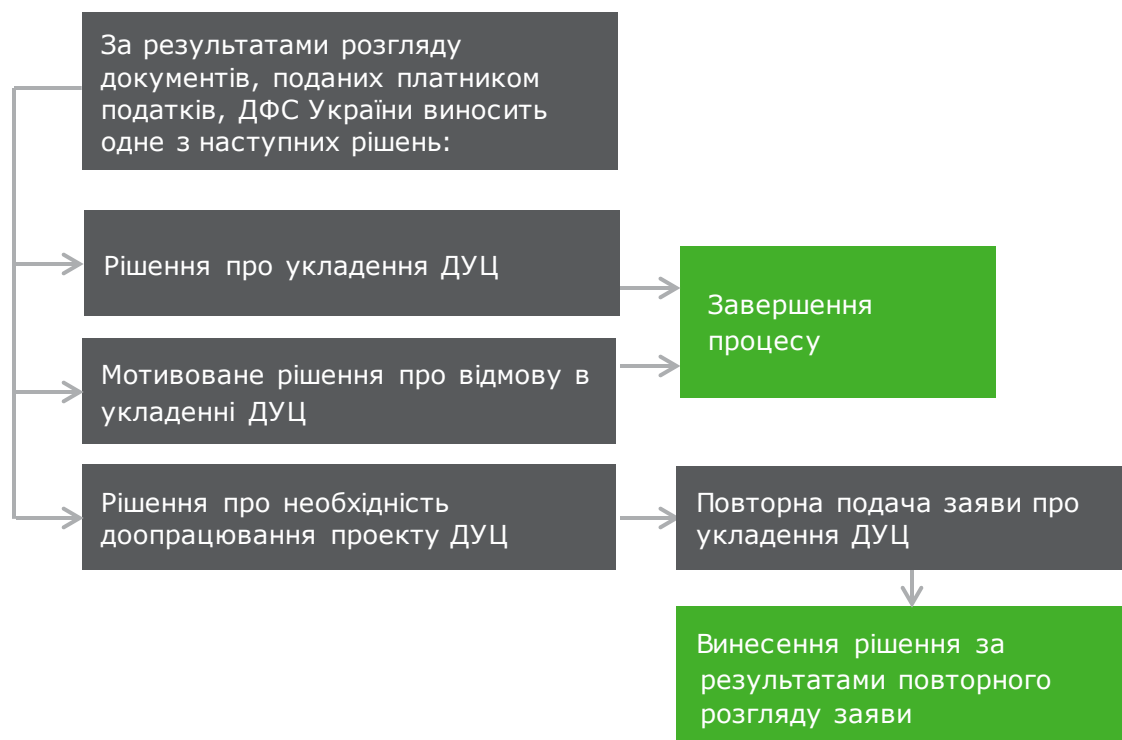 За результатами розгляду
документів, поданих платником
податків, ДФС України виносить
одне з наступних рішень:
Рішення про укладення ДУЦ
Завершення
процесу
Мотивоване рішення про відмову в
укладенні ДУЦ
Рішення про необхідність
доопрацювання проекту ДУЦ
Повторна подача заяви про
укладення ДУЦ
Винесення рішення за
результатами повторного
розгляду заяви